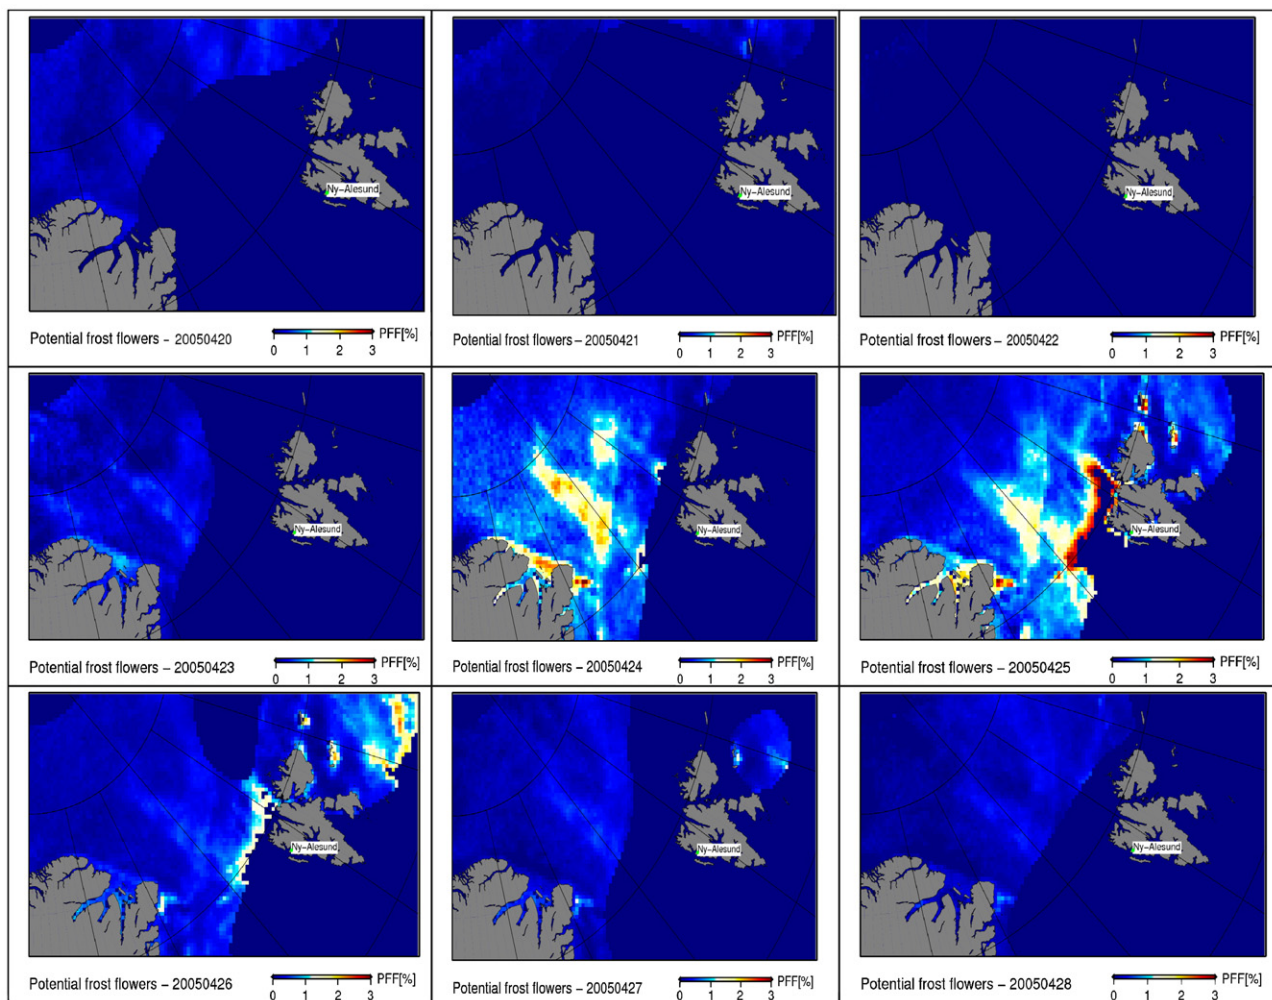 Ny-Alesund
Ny-Alesund
Ny-Alesund
Potential frost flowers – 20050420
PFF[%]
0 1 2 3
Potential frost flowers – 20050421
PFF[%]
0 1 2 3
Potential frost flowers – 20050422
PFF[%]
0 1 2 3
Ny-Alesund
Ny-Alesund
Ny-Alesund
Potential frost flowers – 20050423
PFF[%]
0 1 2 3
Potential frost flowers – 20050424
PFF[%]
0 1 2 3
Potential frost flowers – 20050425
PFF[%]
0 1 2 3
Ny-Alesund
Ny-Alesund
Ny-Alesund
Potential frost flowers – 20050426
PFF[%]
0 1 2 3
Potential frost flowers – 20050427
PFF[%]
0 1 2 3
Potential frost flowers – 20050428
PFF[%]
0 1 2 3